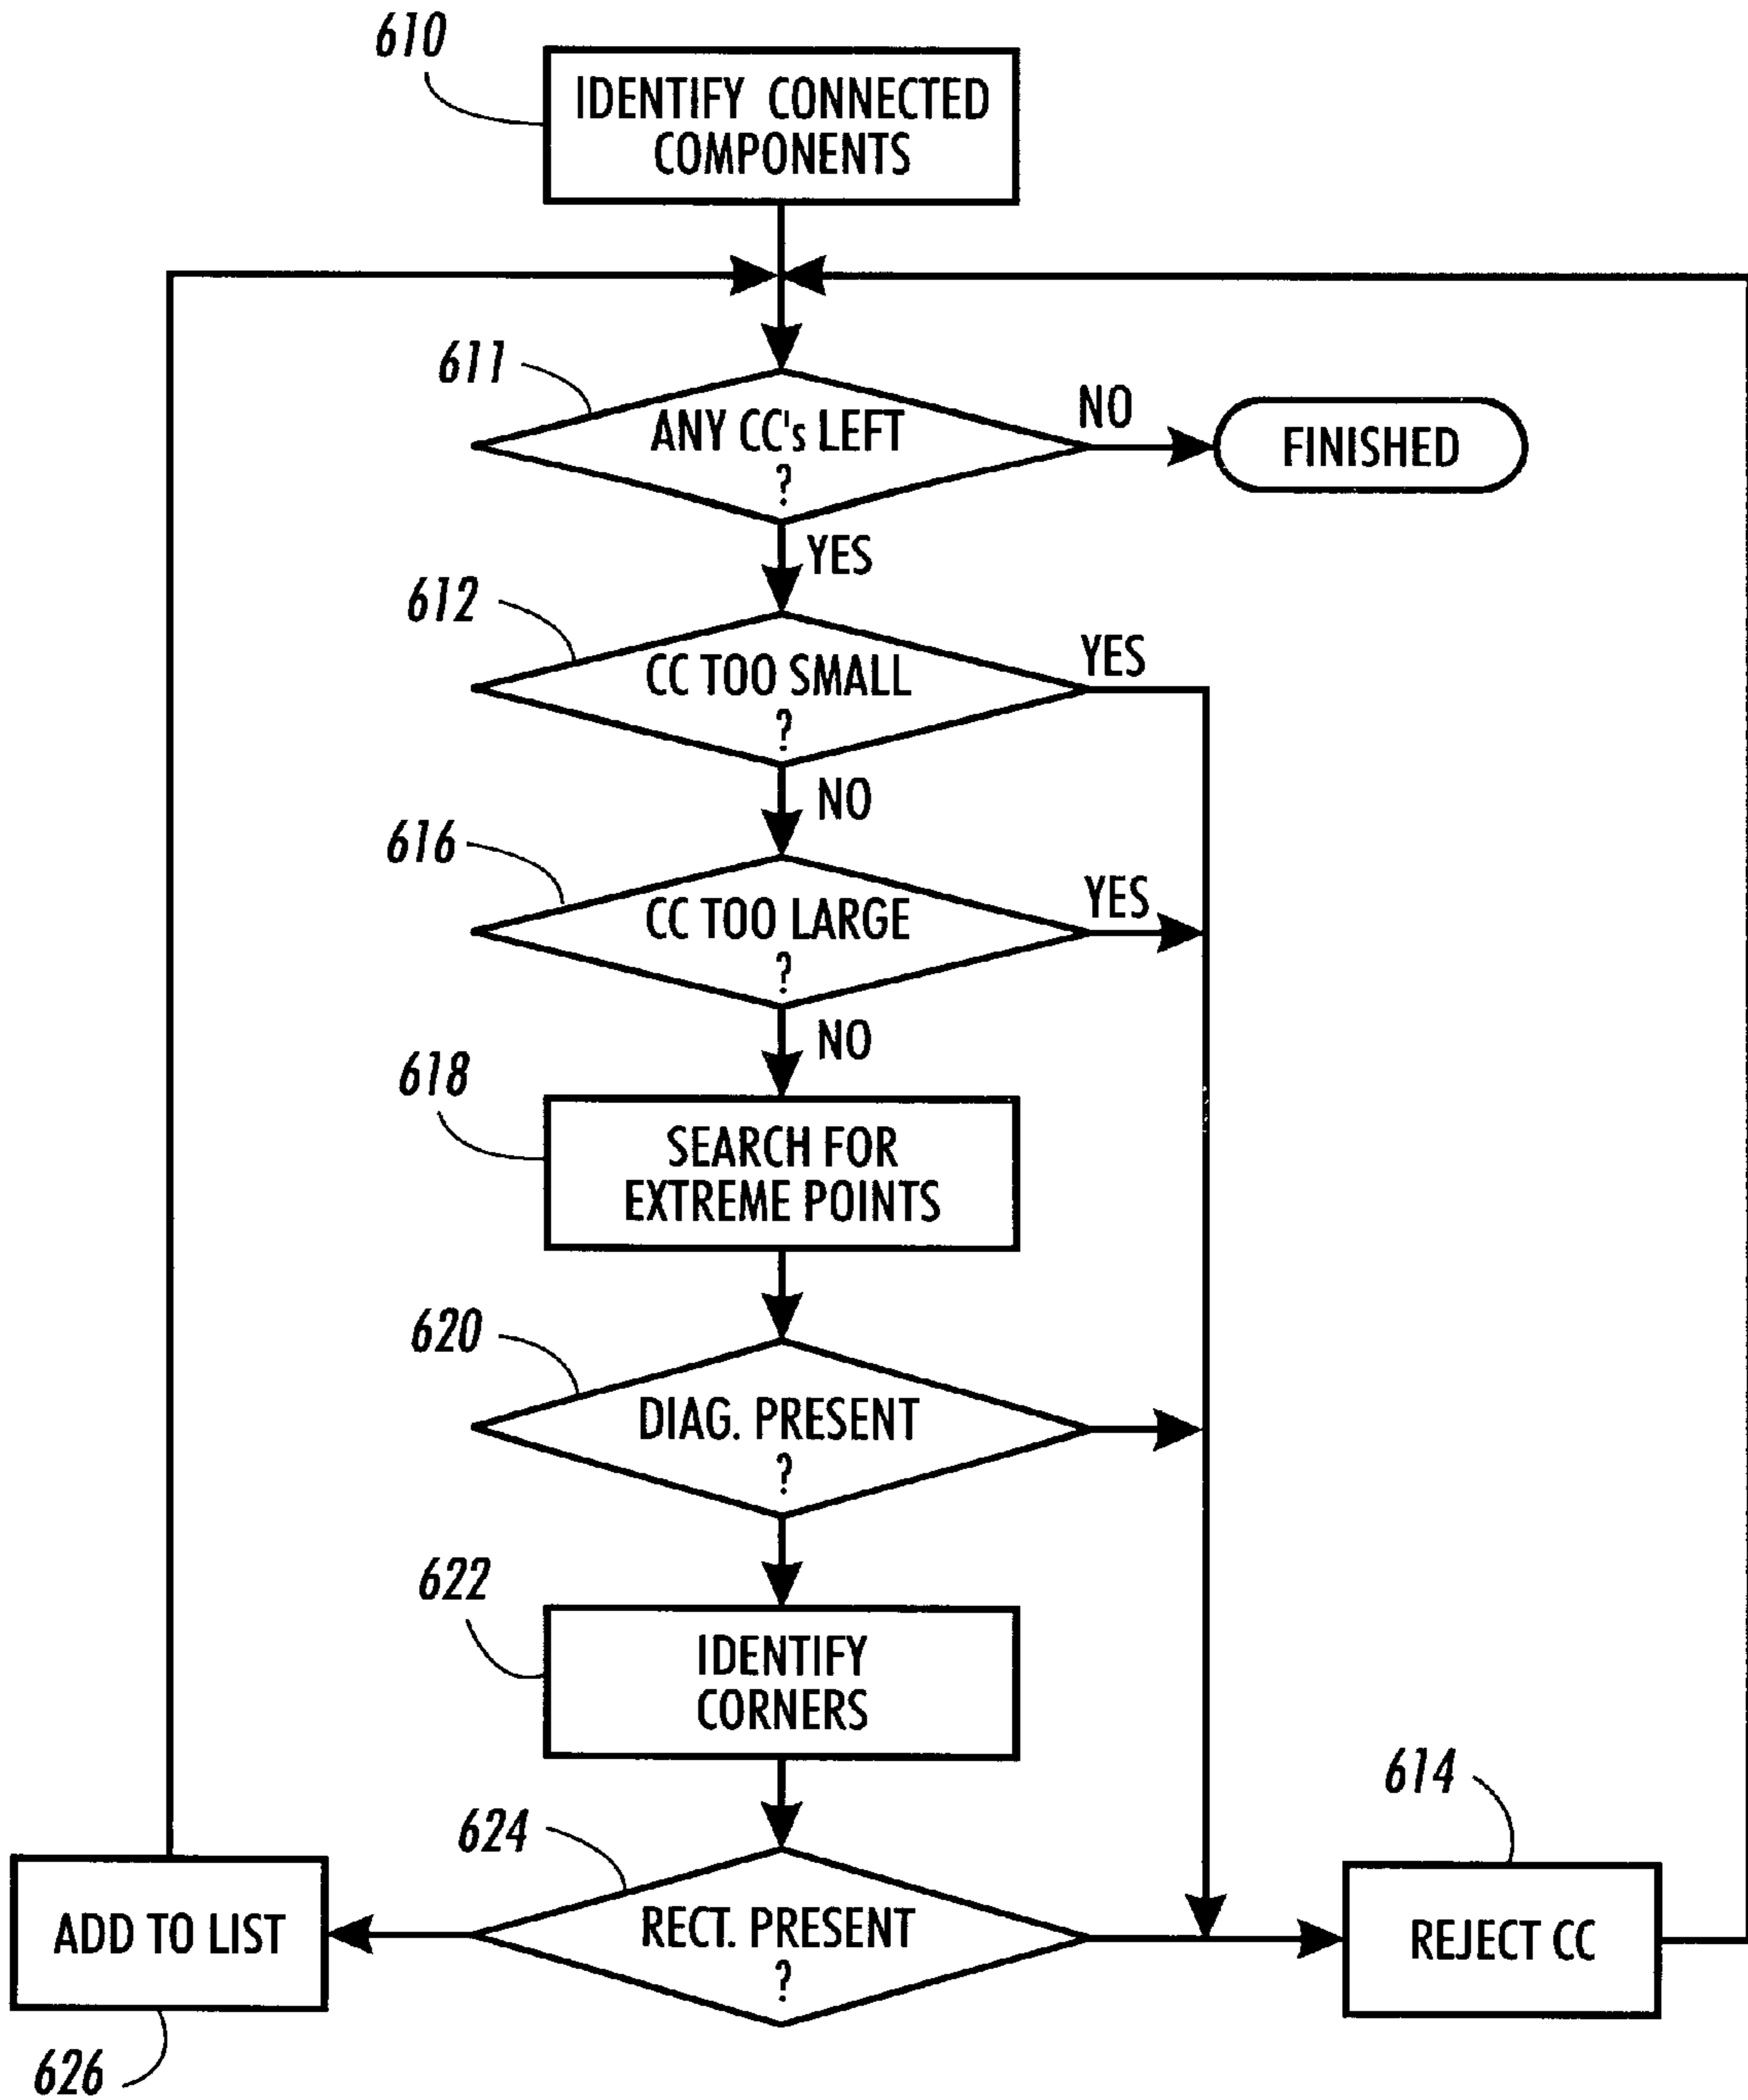 610
IDENTIFY CONNECTED
COMPONENTS
611
ANY CC's LEFT
?
NO
FINISHED
YES
612
CC TOO SMALL
?
YES
NO
616
CC TOO LARGE
?
YES
NO
618
SEARCH FOR
EXTREME POINTS
620
DIAG. PRESENT
?
622
IDENTIFY
CORNERS
614
624
ADD TO LIST
RECT. PRESENT
?
REJECT CC
626